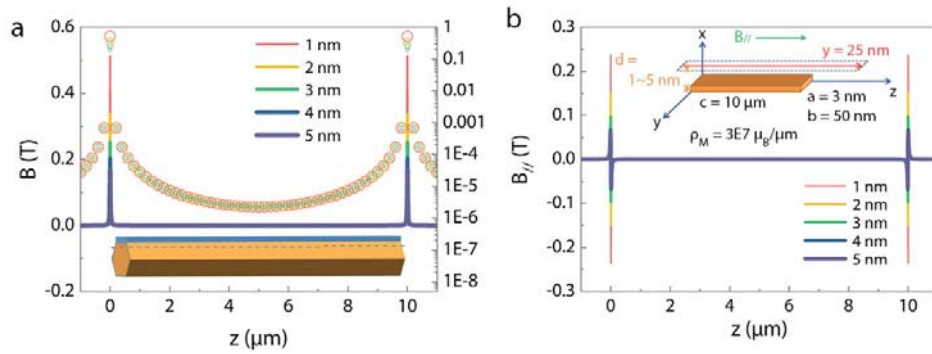 a
B (T)
0.6
0.4
0.2
0.0
-0.2
1
0.1
0.01
0.001
1E-4
1E-5
1E-6
1E-7
1E-8
1 nm
2 nm
3 nm
4 nm
5 nm
0 2 4 6 8 10
z (μm)
b
B// (T)
0.3
0.2
0.1
0.0
-0.1
-0.2
-0.3
x
B//
y = 25 nm
d =
1~5 nm
c = 10 μm
a = 3 nm
b = 50 nm
z
y
ρM = 3E7 μB/μm
1 nm
2 nm
3 nm
4 nm
5 nm
0 2 4 6 8 10
z (μm)